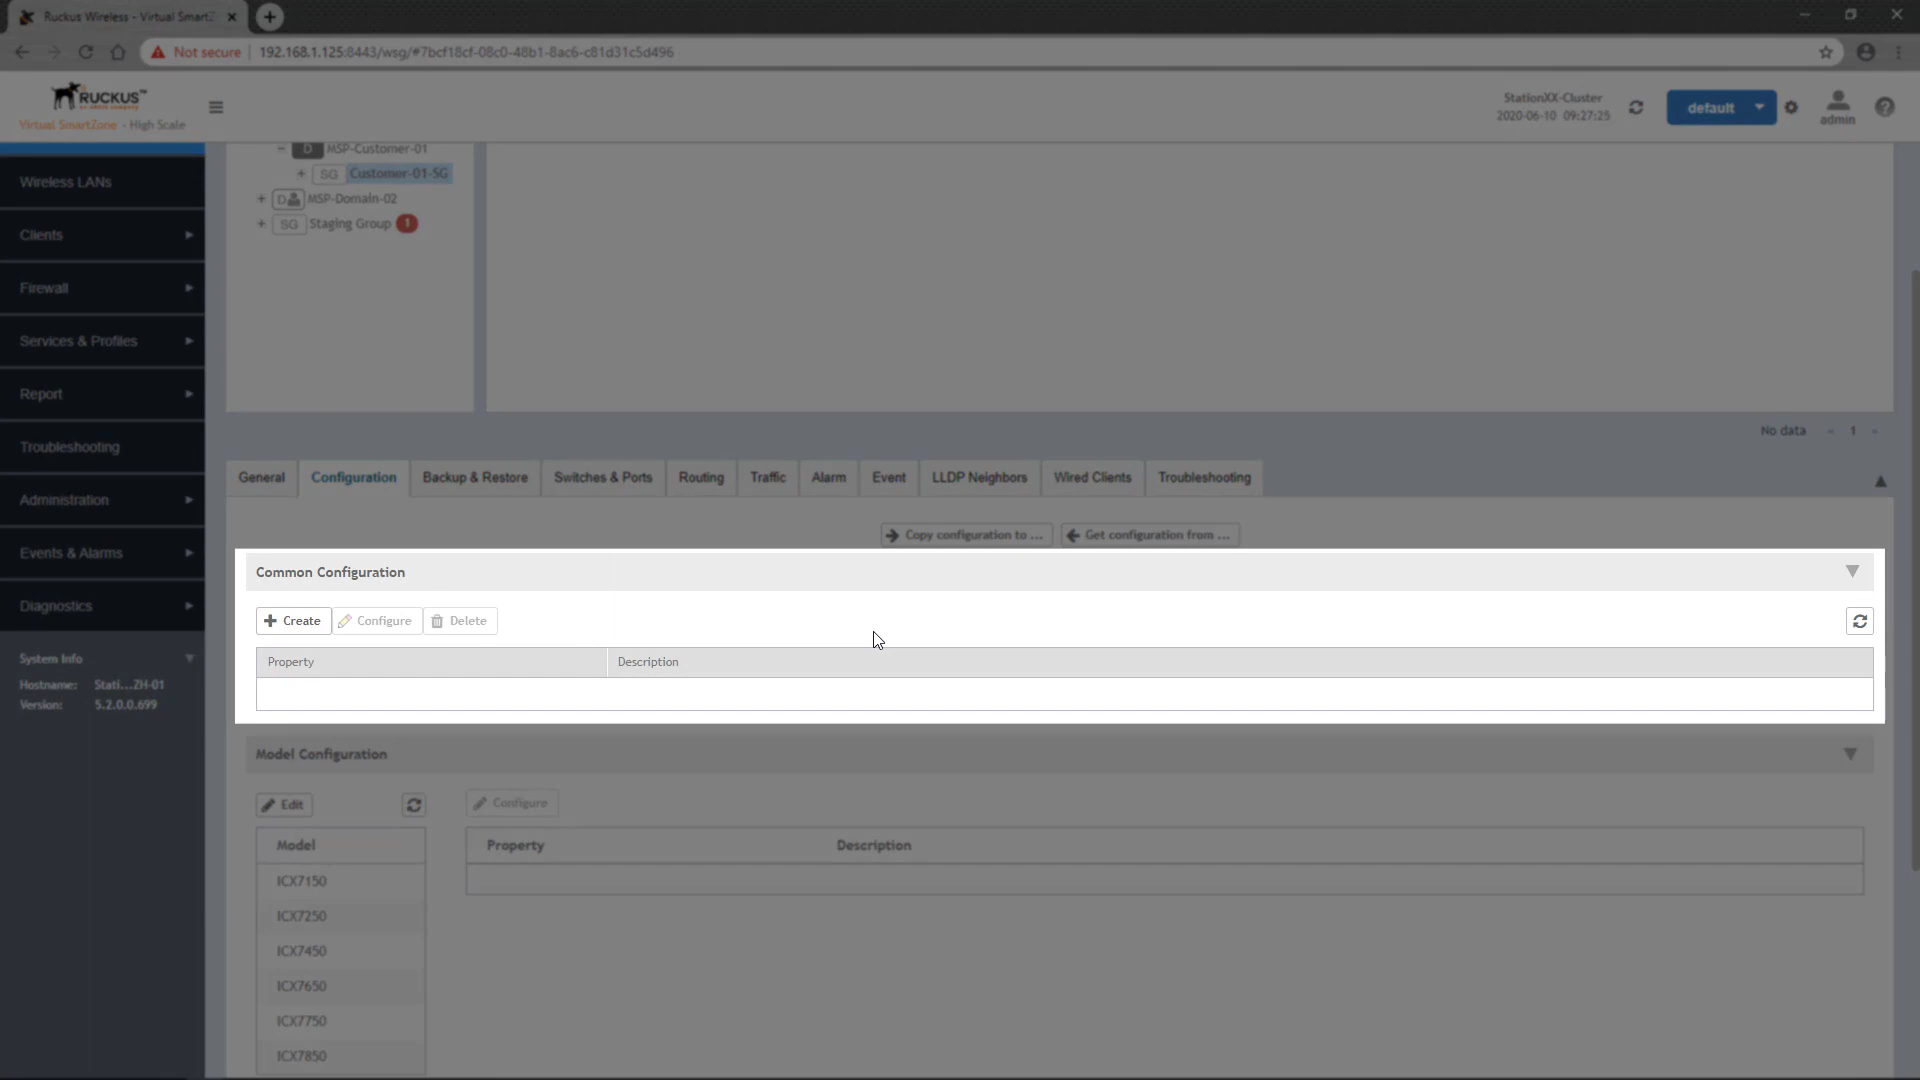 Ruckus Wireless - Virtual SmartZ
Not secure
192.168.1.125:8443/wsg/#7bcf18cf-08c0-48b1-8ac6-c81d31c5d496
RUCKUS™
Virtual SmartZone - High Scale
StationXX-Cluster
2020-06-10 09:27:25
default
admin
Wireless LANs
Clients
Firewall
Services & Profiles
Report
Troubleshooting
Administration
Events & Alarms
Diagnostics
System Info
Hostname: Stati...ZH-01
Version: 5.2.0.0.699
D MSP-Customer-01
SG Customer-01-SG
D MSP-Domain-02
SG Staging Group 1
No data 1
General Configuration Backup & Restore Switches & Ports Routing Traffic Alarm Event LLDP Neighbors Wired Clients Troubleshooting
Copy configuration to ... Get configuration from ...
Common Configuration
Create Configure Delete
Property Description
Model Configuration
Edit Configure
Model
ICX7150
ICX7250
ICX7450
ICX7650
ICX7750
ICX7850
Property Description